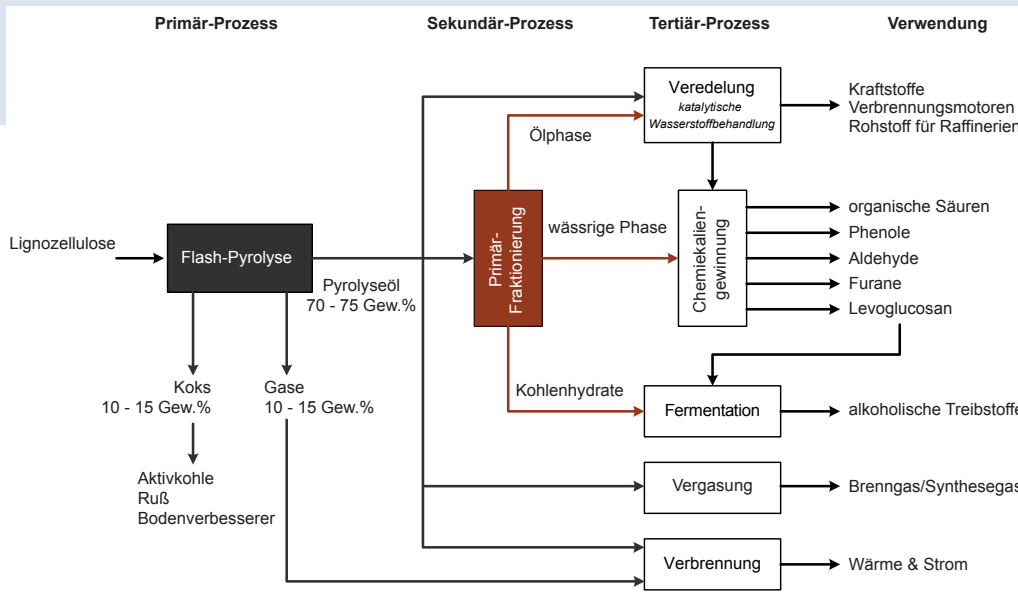 Primär-Prozess
Sekundär-Prozess
Tertiär-Prozess
Verwendung
Veredelung
katalytische
Wasserstoffbehandlung
Kraftstoffe
Verbrennungsmotoren
Rohstoff für Raffinerien
Ölphase
Lignozellulose
Flash-Pyrolyse
Pyrolyseöl
70 - 75 Gew.%
Primär-
Fraktionierung
wässrige Phase
Chemiekalien-
gewinnung
organische Säuren
Phenole
Aldehyde
Furane
Levoglucosan
Koks
10 - 15 Gew.%
Gase
10 - 15 Gew.%
Kohlenhydrate
Fermentation
alkoholische Treibstoffe
Aktivkohle
Ruß
Bodenverbesserer
Vergasung
Brenngas/Synthesegas
Verbrennung
Wärme & Strom